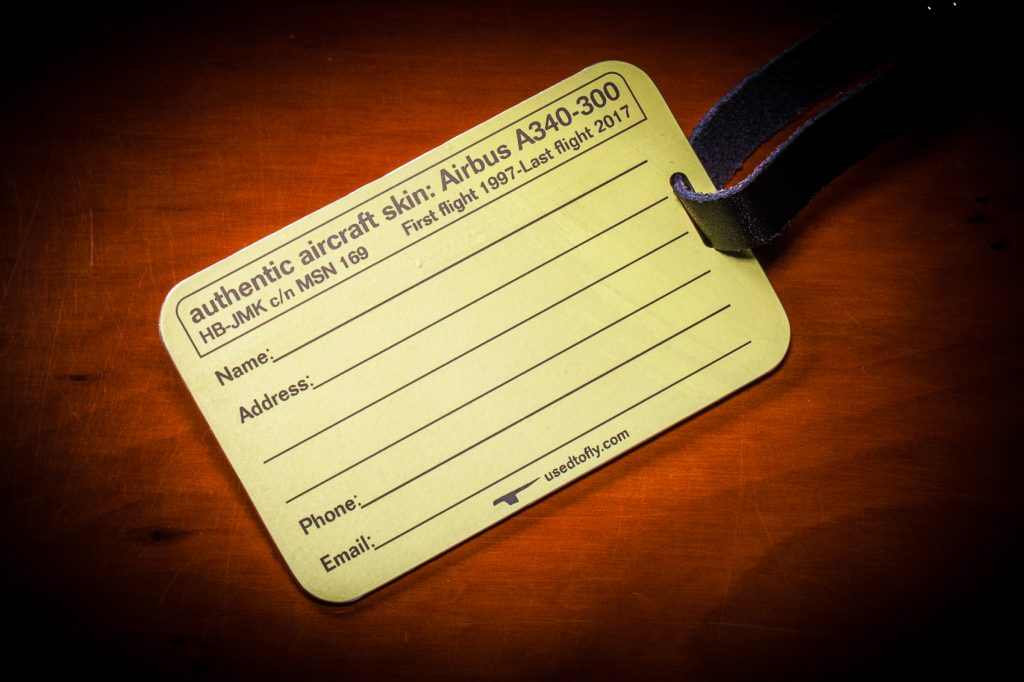 authentic aircraft skin: Airbus A340-300
HB-JMK c/n MSN 169 First flight 1997-Last flight 2017
Name:
Address:
Phone:
Email:
usedtofly.com